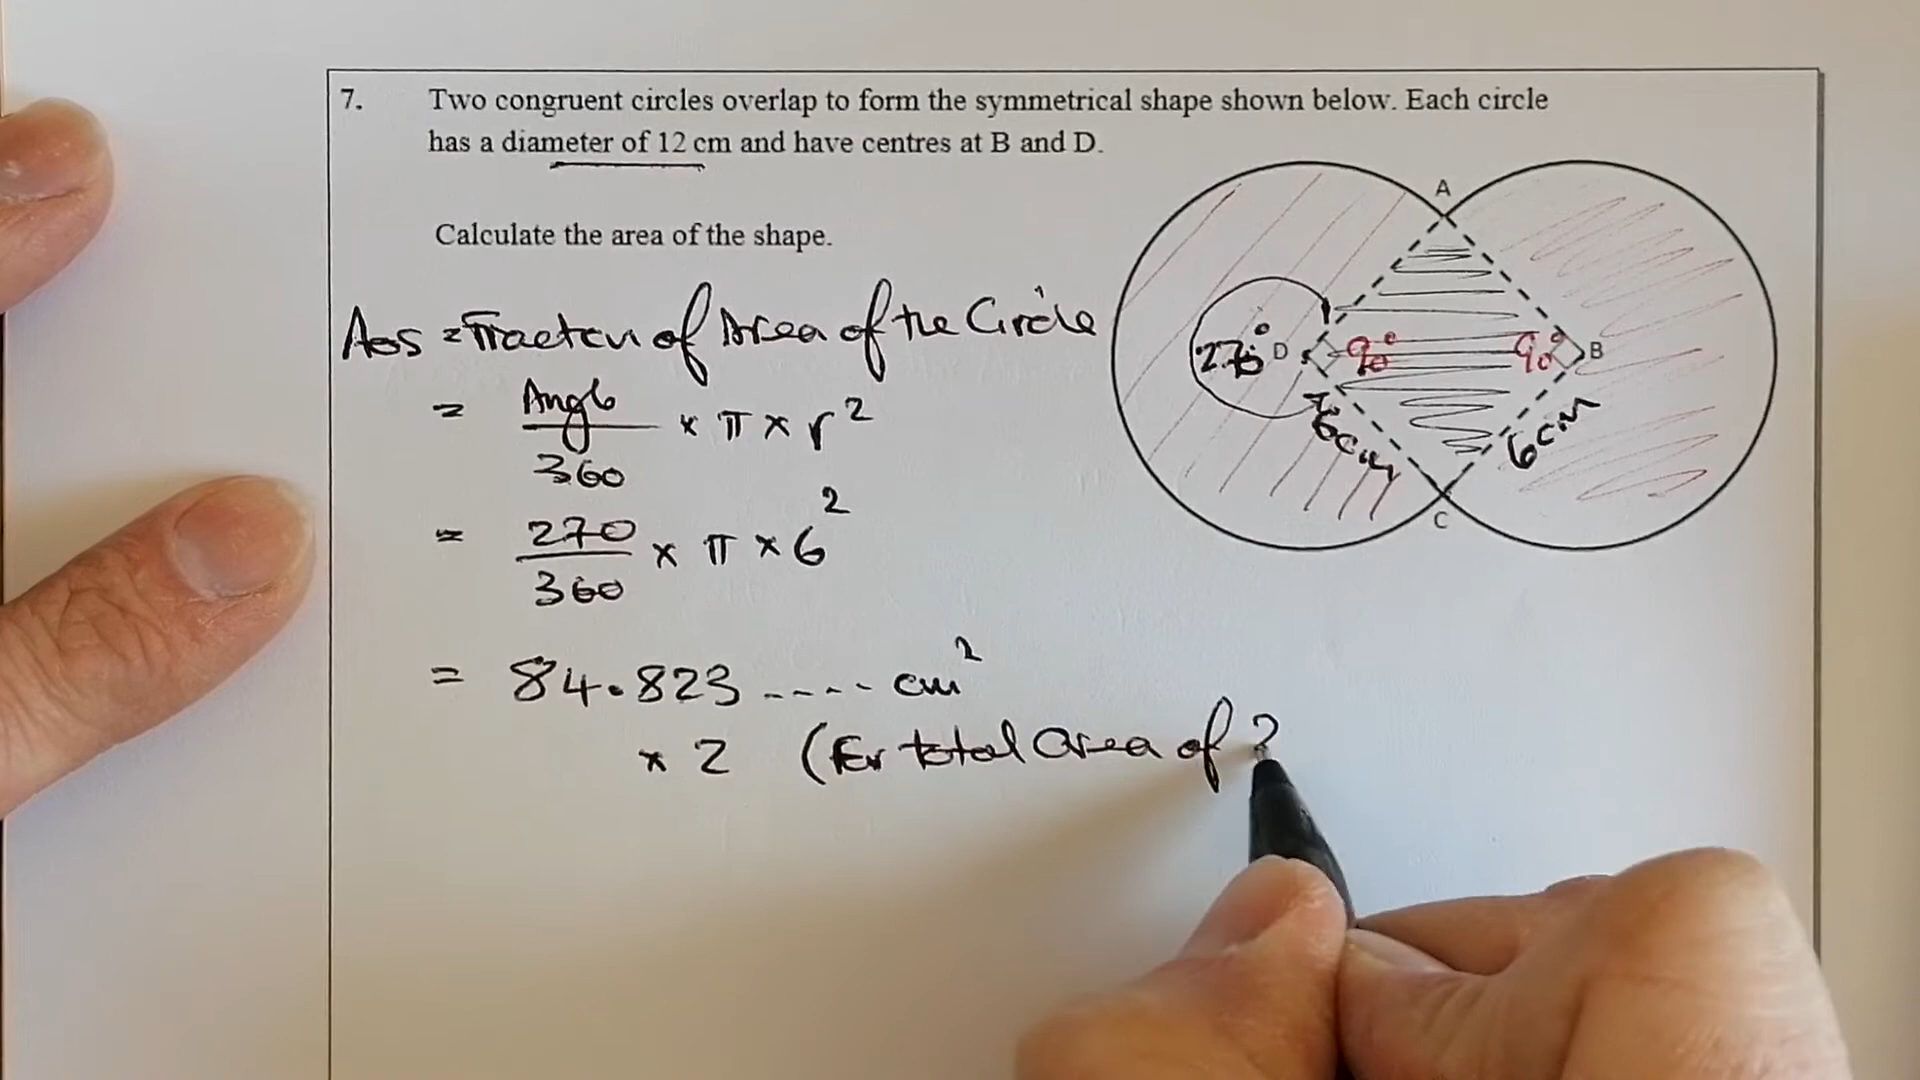 7. Two congruent circles overlap to form the symmetrical shape shown below. Each circle
has a diameter of 12 cm and have centres at B and D.
Calculate the area of the shape.
A
270° D 90° 90° B
6cm 6cm
C
AOS = Fraction of Area of the Circle
= Angle/360 × π × r²
= 270/360 × π × 6²
= 84.823 ..... cm²
× 2 (For total area of 2